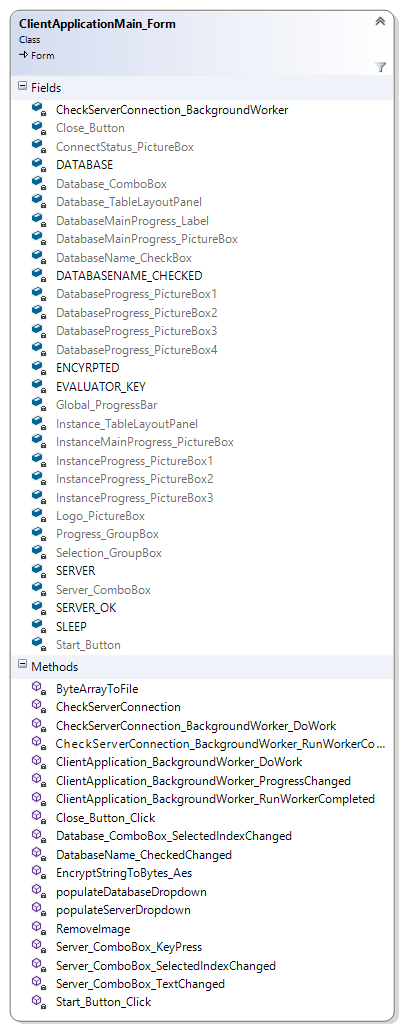 ClientApplicationMain_Form
Class
Form
Fields
CheckServerConnection_BackgroundWorker
Close_Button
ConnectStatus_PictureBox
DATABASE
Database_ComboBox
Database_TableLayoutPanel
DatabaseMainProgress_Label
DatabaseMainProgress_PictureBox
DatabaseName_CheckBox
DATABASENAME_CHECKED
DatabaseProgress_PictureBox1
DatabaseProgress_PictureBox2
DatabaseProgress_PictureBox3
DatabaseProgress_PictureBox4
ENCYRPTED
EVALUATOR_KEY
Global_ProgressBar
Instance_TableLayoutPanel
InstanceMainProgress_PictureBox
InstanceProgress_PictureBox1
InstanceProgress_PictureBox2
InstanceProgress_PictureBox3
Logo_PictureBox
Progress_GroupBox
Selection_GroupBox
SERVER
Server_ComboBox
SERVER_OK
SLEEP
Start_Button
Methods
ByteArrayToFile
CheckServerConnection
CheckServerConnection_BackgroundWorker_DoWork
CheckServerConnection_BackgroundWorker_RunWorkerCo...
ClientApplication_BackgroundWorker_DoWork
ClientApplication_BackgroundWorker_ProgressChanged
ClientApplication_BackgroundWorker_RunWorkerCompleted
Close_Button_Click
Database_ComboBox_SelectedIndexChanged
DatabaseName_CheckedChanged
EncryptStringToBytes_Aes
populateDatabaseDropdown
populateServerDropdown
RemoveImage
Server_ComboBox_KeyPress
Server_ComboBox_SelectedIndexChanged
Server_ComboBox_TextChanged
Start_Button_Click